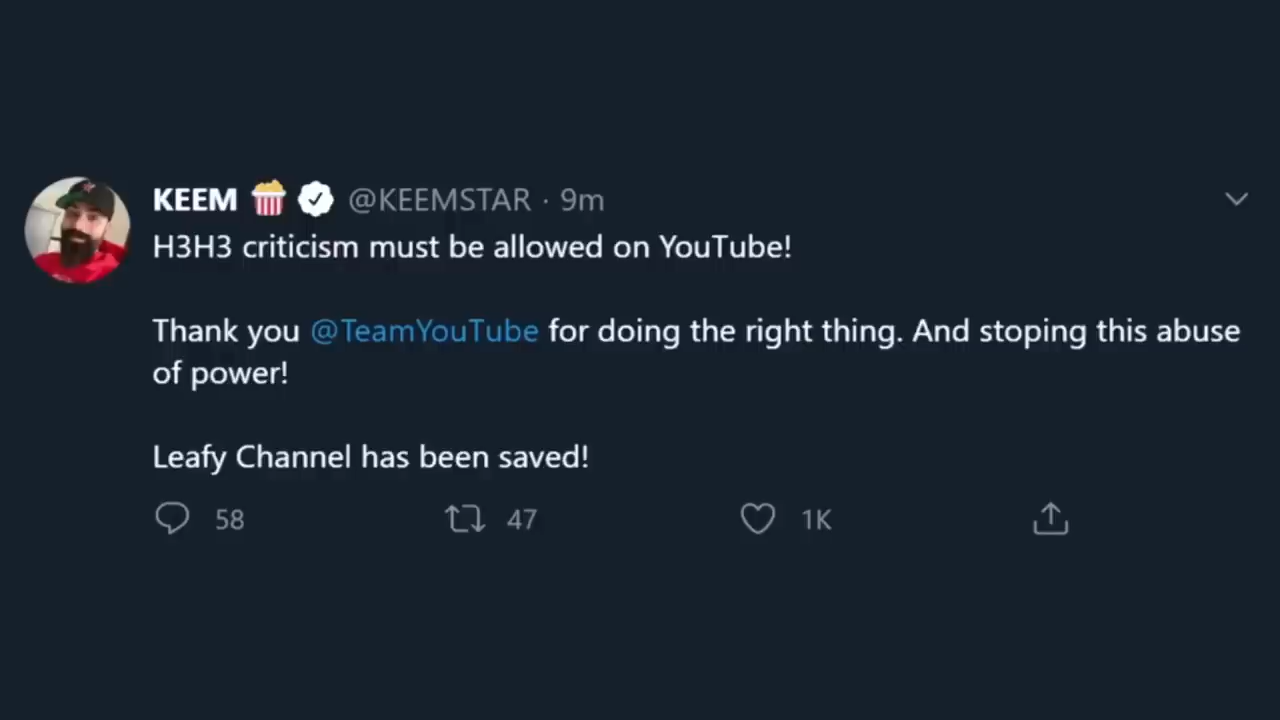 KEEM 🍿 @KEEMSTAR · 9m
H3H3 criticism must be allowed on YouTube!
Thank you @TeamYouTube for doing the right thing. And stoping this abuse
of power!
Leafy Channel has been saved!
58 47 1K